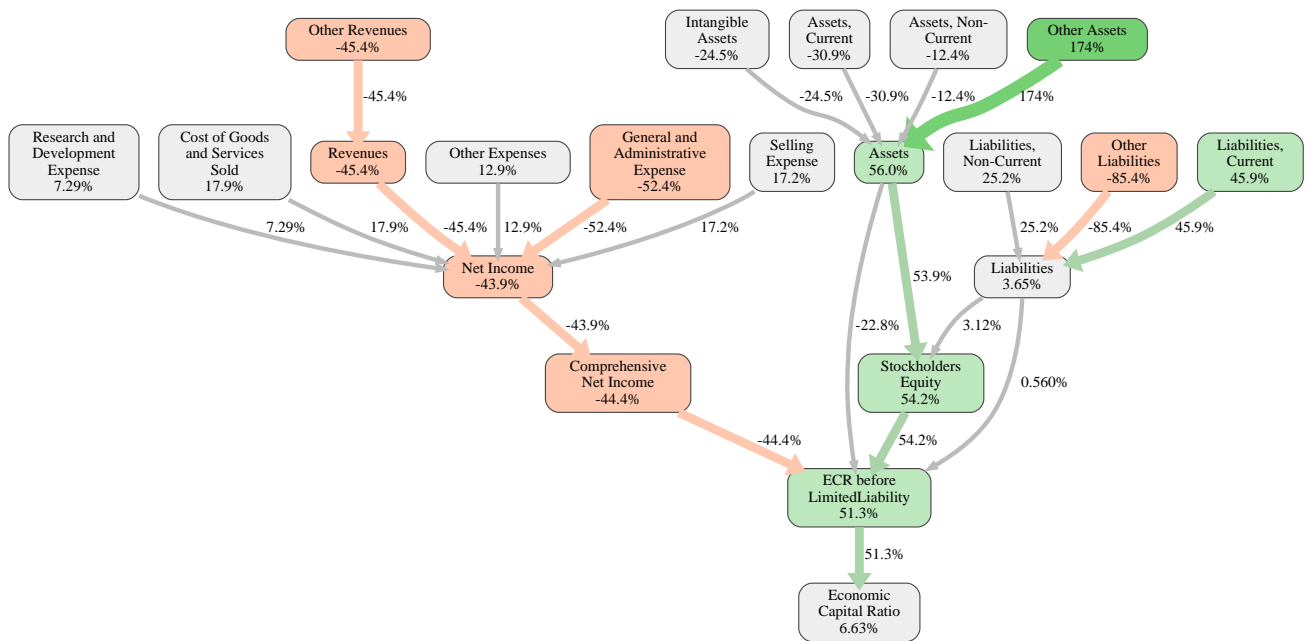 Other Revenues
-45.4%
Intangible
Assets
-24.5%
Assets,
Current
-30.9%
Assets, Non-
Current
-12.4%
Other Assets
174%
-45.4%
-24.5%
-30.9%
-12.4%
174%
Research and
Development
Expense
7.29%
Cost of Goods
and Services
Sold
17.9%
Revenues
-45.4%
Other Expenses
12.9%
General and
Administrative
Expense
-52.4%
Selling
Expense
17.2%
Assets
56.0%
Liabilities,
Non-Current
25.2%
Other
Liabilities
-85.4%
Liabilities,
Current
45.9%
7.29%
17.9%
-45.4%
12.9%
-52.4%
17.2%
25.2%
-85.4%
45.9%
Net Income
-43.9%
53.9%
Liabilities
3.65%
-43.9%
-22.8%
3.12%
Comprehensive
Net Income
-44.4%
Stockholders
Equity
54.2%
0.560%
-44.4%
54.2%
ECR before
LimitedLiability
51.3%
51.3%
Economic
Capital Ratio
6.63%